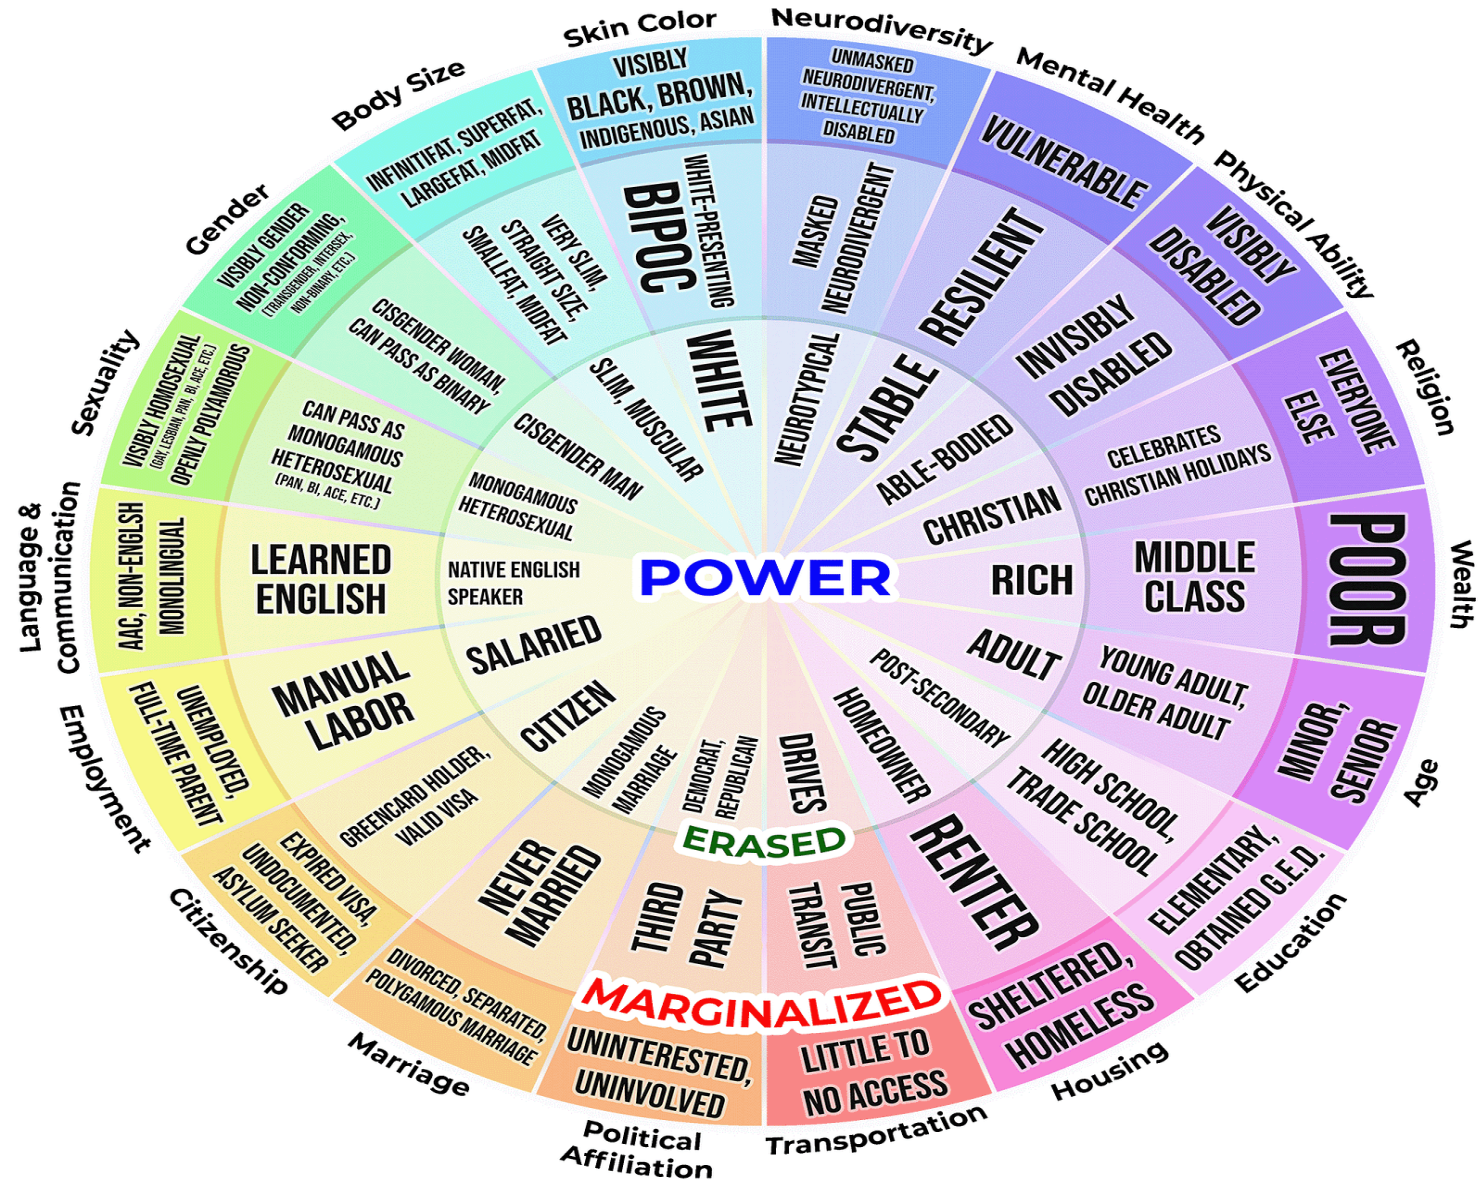 Skin Color
VISIBLY
BLACK, BROWN,
INDIGENOUS, ASIAN
BIPOC
WHITE-PRESENTING
WHITE
Neurodiversity
UNMASKED
NEURODIVERGENT,
INTELLECTUALLY
DISABLED
MASKED
NEURODIVERGENT
NEUROTYPICAL
Mental Health
VULNERABLE
RESILIENT
STABLE
Physical Ability
VISIBLY
DISABLED
INVISIBLY
DISABLED
ABLE-BODIED
Religion
EVERYONE
ELSE
CELEBRATES
CHRISTIAN HOLIDAYS
CHRISTIAN
Wealth
POOR
MIDDLE
CLASS
RICH
Age
MINOR,
SENIOR
YOUNG ADULT,
OLDER ADULT
ADULT
Education
ELEMENTARY,
OBTAINED G.E.D.
HIGH SCHOOL,
TRADE SCHOOL
POST-SECONDARY
Housing
SHELTERED,
HOMELESS
RENTER
HOMEOWNER
Transportation
LITTLE TO
NO ACCESS
PUBLIC
TRANSIT
DRIVES
Political
Affiliation
UNINTERESTED,
UNINVOLVED
THIRD
PARTY
DEMOCRAT,
REPUBLICAN
Marriage
DIVORCED, SEPARATED,
POLYGAMOUS MARRIAGE
NEVER
MARRIED
MONOGAMOUS
MARRIAGE
Citizenship
EXPIRED VISA,
UNDOCUMENTED,
ASYLUM SEEKER
GREENCARD HOLDER,
VALID VISA
CITIZEN
Employment
UNEMPLOYED,
FULL-TIME PARENT
MANUAL
LABOR
SALARIED
Language &
Communication
AAC, NON-ENGLSH
MONOLINGUAL
LEARNED
ENGLISH
NATIVE ENGLISH
SPEAKER
Sexuality
VISIBLY HOMOSEXUAL
(GAY, LESBIAN, PAN, BI, ACE, ETC.)
OPENLY POLYAMOROUS
CAN PASS AS
MONOGAMOUS
HETEROSEXUAL
(PAN, BI, ACE, ETC.)
MONOGAMOUS
HETEROSEXUAL
Gender
VISIBLY GENDER
NON-CONFORMING,
(TRANSGENDER, INTERSEX,
NON-BINARY, ETC.)
CISGENDER WOMAN,
CAN PASS AS BINARY
CISGENDER MAN
Body Size
INFINITIFAT, SUPERFAT,
LARGEFAT, MIDFAT
VERY SLIM,
STRAIGHT SIZE,
SMALLFAT, MIDFAT
SLIM, MUSCULAR
POWER
ERASED
MARGINALIZED